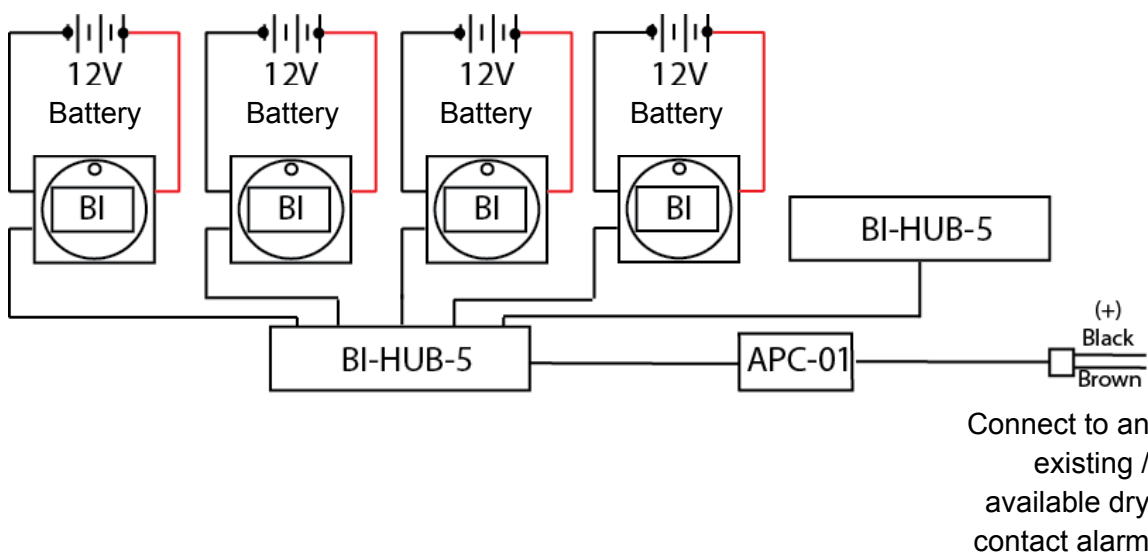 12V
Battery
12V
Battery
12V
Battery
12V
Battery
BI
BI
BI
BI
BI-HUB-5
BI-HUB-5
APC-01
(+)
Black
Brown
Connect to an
existing /
available dry
contact alarm